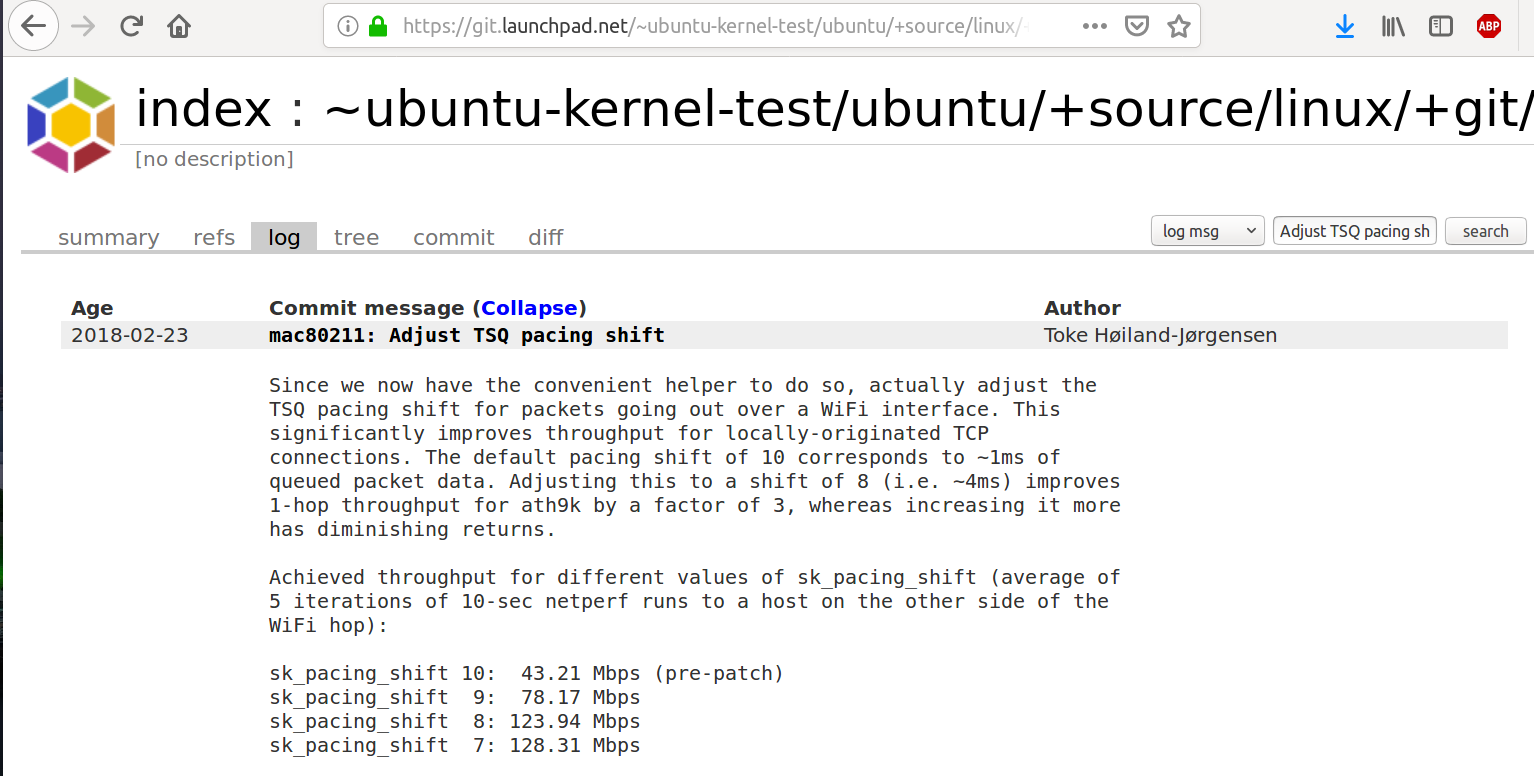 https://git.launchpad.net/~ubuntu-kernel-test/ubuntu/+source/linux/
ABP
index : ~ubuntu-kernel-test/ubuntu/+source/linux/+git/
[no description]
summary refs log tree commit diff
log msg Adjust TSQ pacing sh search
Age Commit message (Collapse) Author
2018-02-23 mac80211: Adjust TSQ pacing shift Toke Høiland-Jørgensen
Since we now have the convenient helper to do so, actually adjust the
TSQ pacing shift for packets going out over a WiFi interface. This
significantly improves throughput for locally-originated TCP
connections. The default pacing shift of 10 corresponds to ~1ms of
queued packet data. Adjusting this to a shift of 8 (i.e. ~4ms) improves
1-hop throughput for ath9k by a factor of 3, whereas increasing it more
has diminishing returns.
Achieved throughput for different values of sk_pacing_shift (average of
5 iterations of 10-sec netperf runs to a host on the other side of the
WiFi hop):
sk_pacing_shift 10:  43.21 Mbps (pre-patch)
sk_pacing_shift  9:  78.17 Mbps
sk_pacing_shift  8: 123.94 Mbps
sk_pacing_shift  7: 128.31 Mbps